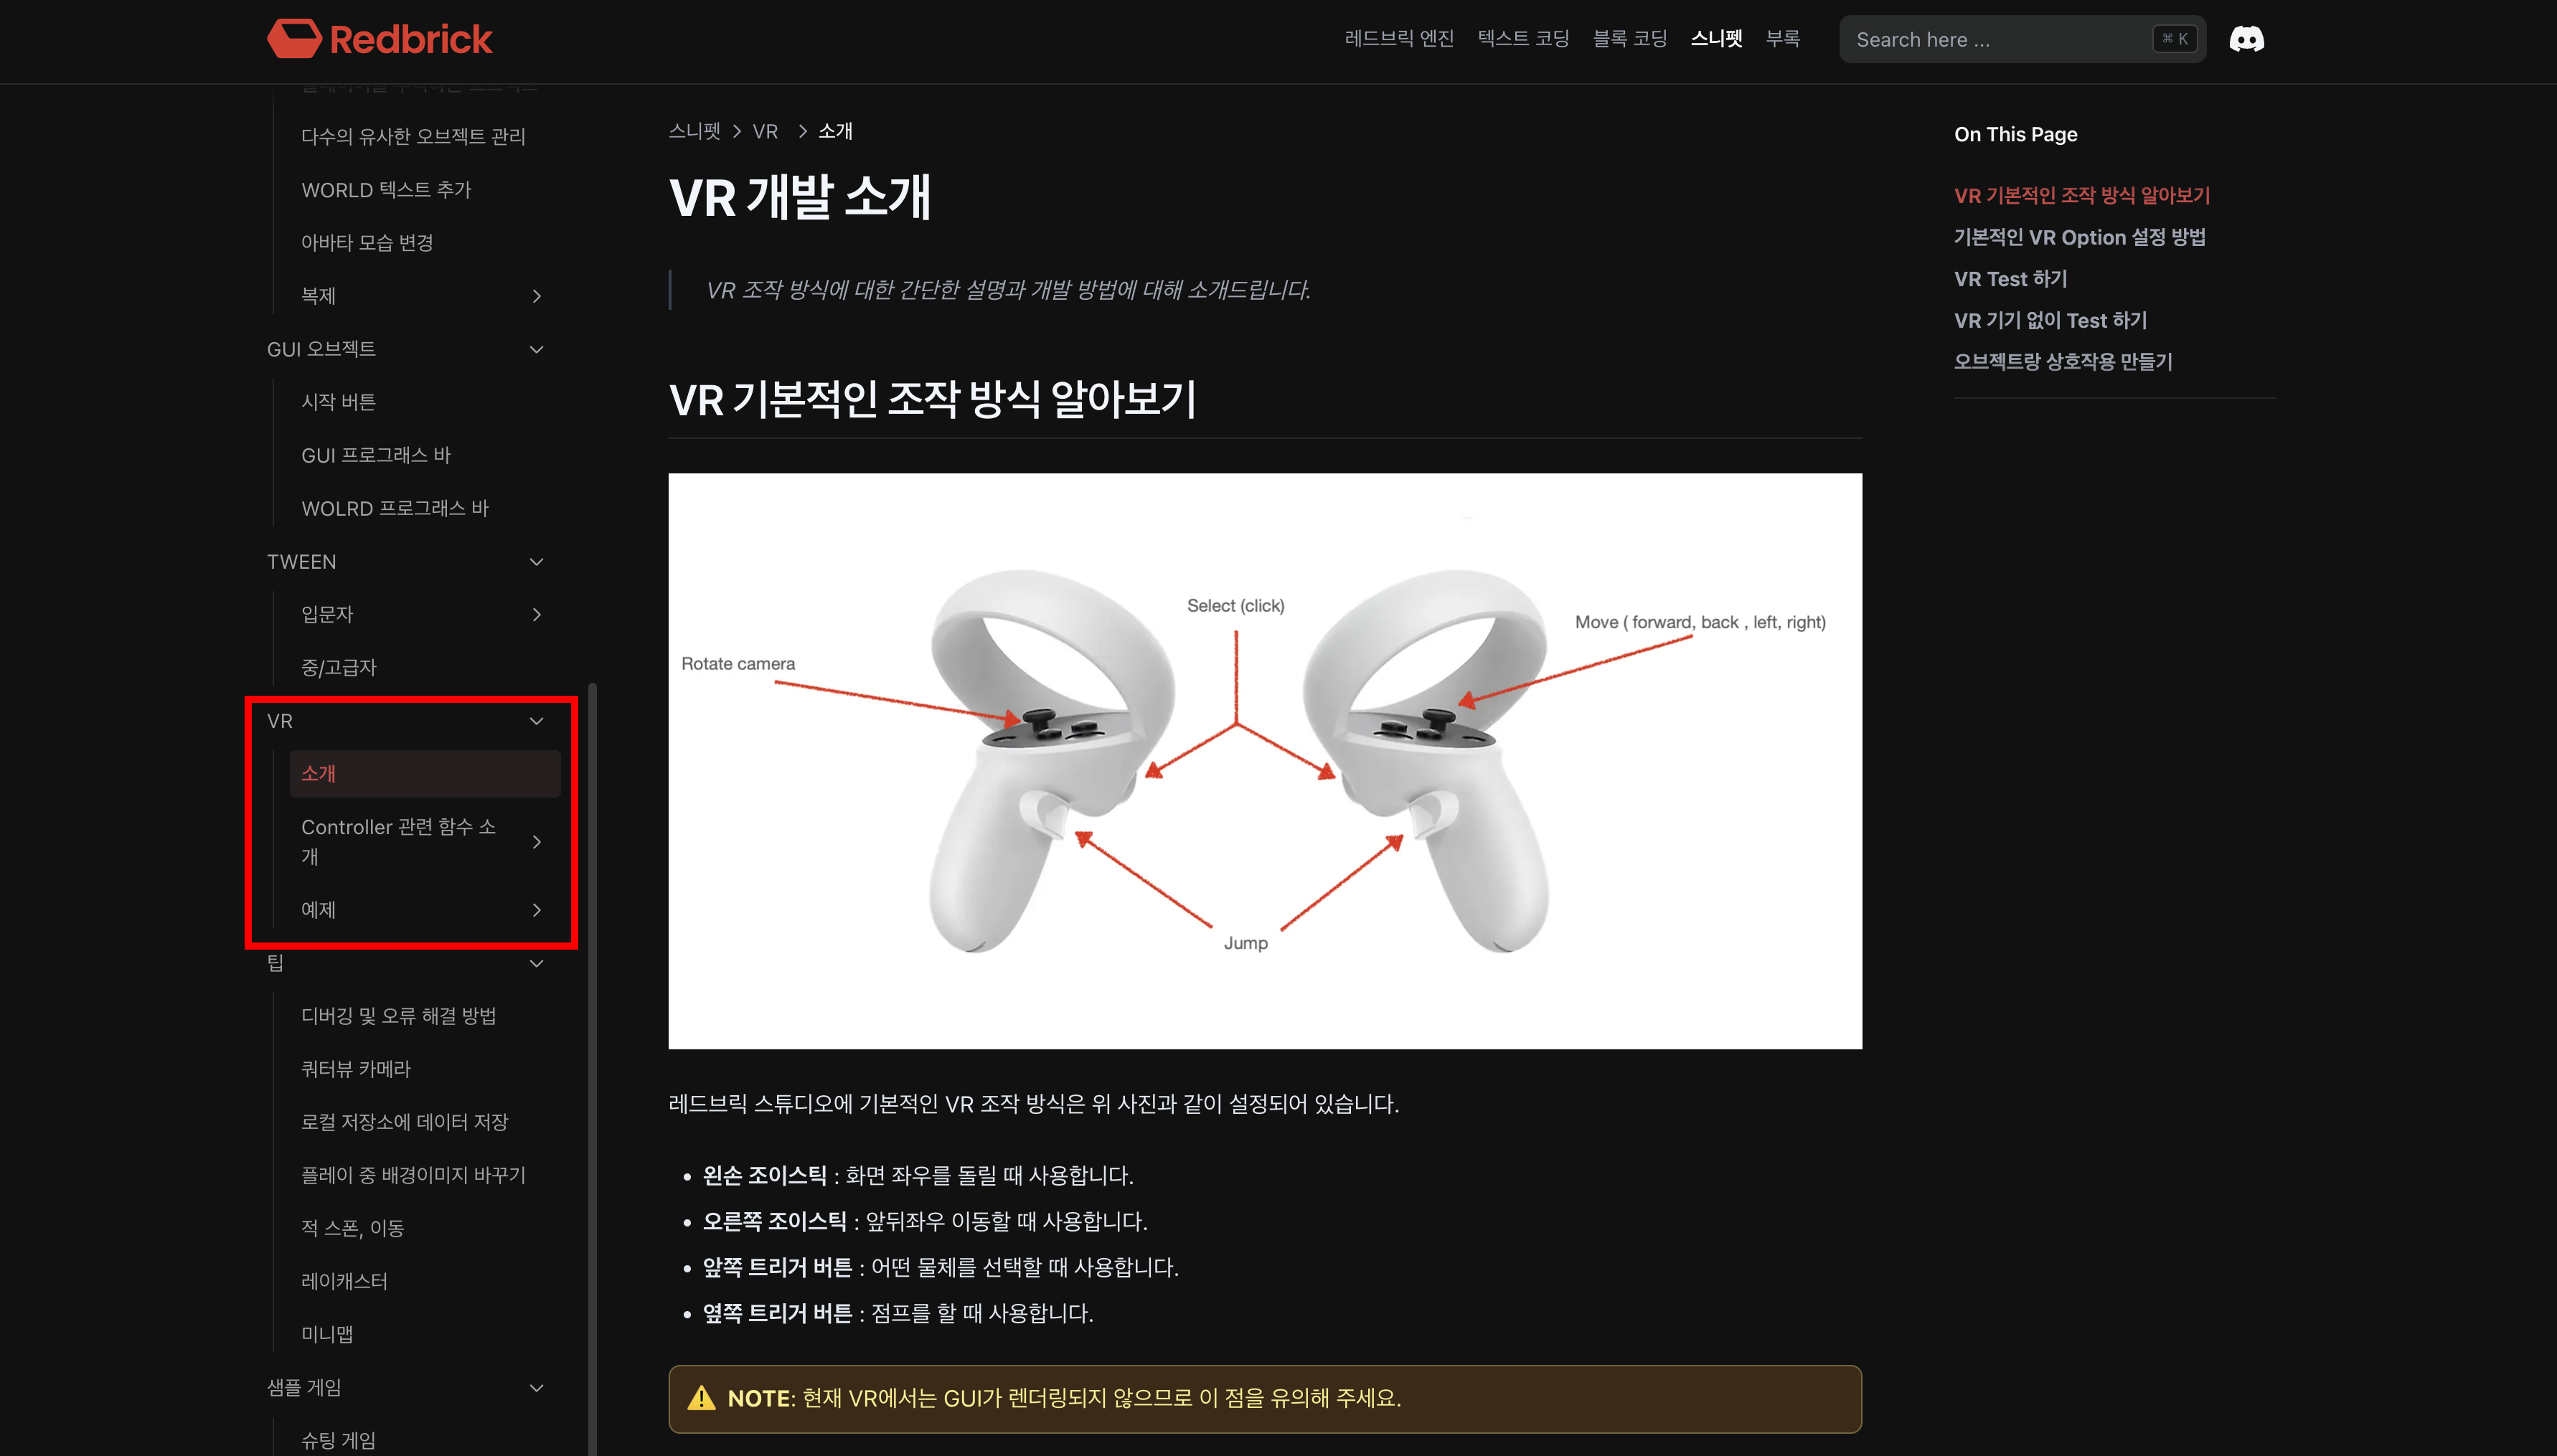 Redbrick
레드브릭 엔진
텍스트 코딩
블록 코딩
스니펫
부록
Search here ...
⌘ K
다수의 유사한 오브젝트 관리
WORLD 텍스트 추가
아바타 모습 변경
복제
GUI 오브젝트
시작 버튼
GUI 프로그래스 바
WOLRD 프로그래스 바
TWEEN
입문자
중/고급자
VR
소개
Controller 관련 함수 소
개
예제
팁
디버깅 및 오류 해결 방법
쿼터뷰 카메라
로컬 저장소에 데이터 저장
플레이 중 배경이미지 바꾸기
적 스폰, 이동
레이캐스터
미니맵
샘플 게임
슈팅 게임
스니펫 > VR > 소개
VR 개발 소개
VR 조작 방식에 대한 간단한 설명과 개발 방법에 대해 소개드립니다.
VR 기본적인 조작 방식 알아보기
Select (click)
Move ( forward, back , left, right)
Rotate camera
Jump
레드브릭 스튜디오에 기본적인 VR 조작 방식은 위 사진과 같이 설정되어 있습니다.
• 왼손 조이스틱 : 화면 좌우를 돌릴 때 사용합니다.
• 오른쪽 조이스틱 : 앞뒤좌우 이동할 때 사용합니다.
• 앞쪽 트리거 버튼 : 어떤 물체를 선택할 때 사용합니다.
• 옆쪽 트리거 버튼 : 점프를 할 때 사용합니다.
NOTE: 현재 VR에서는 GUI가 렌더링되지 않으므로 이 점을 유의해 주세요.
On This Page
VR 기본적인 조작 방식 알아보기
기본적인 VR Option 설정 방법
VR Test 하기
VR 기기 없이 Test 하기
오브젝트랑 상호작용 만들기